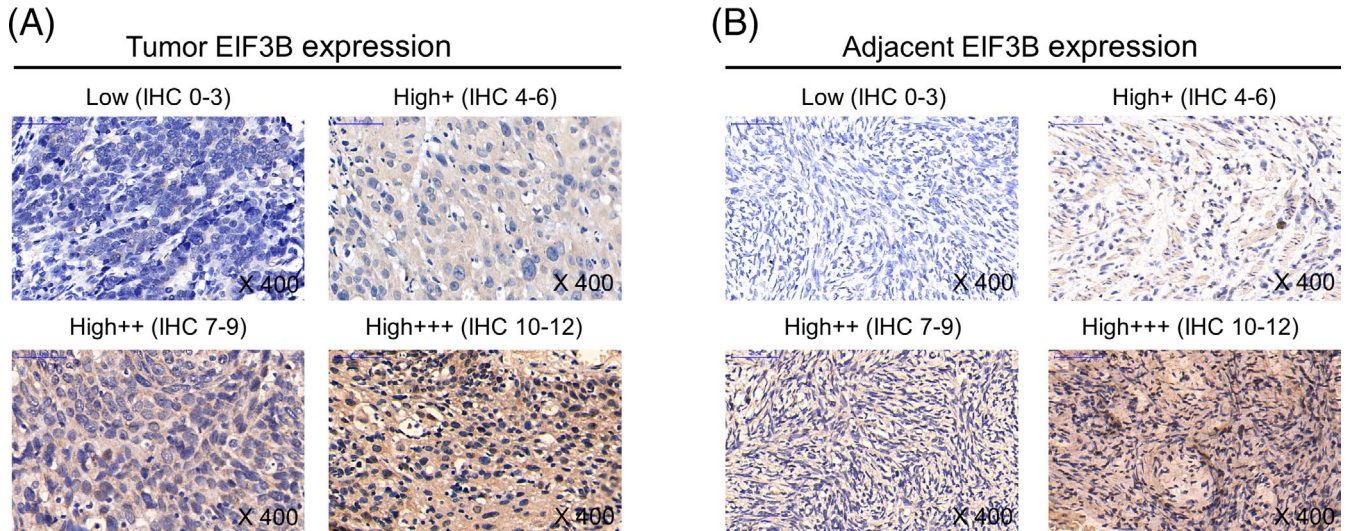 (A)
Tumor EIF3B expression
Low (IHC 0-3)
High+ (IHC 4-6)
X 400
X 400
High++ (IHC 7-9)
High+++ (IHC 10-12)
X 400
X 400
(B)
Adjacent EIF3B expression
Low (IHC 0-3)
High+ (IHC 4-6)
X 400
X 400
High++ (IHC 7-9)
High+++ (IHC 10-12)
X 400
X 400